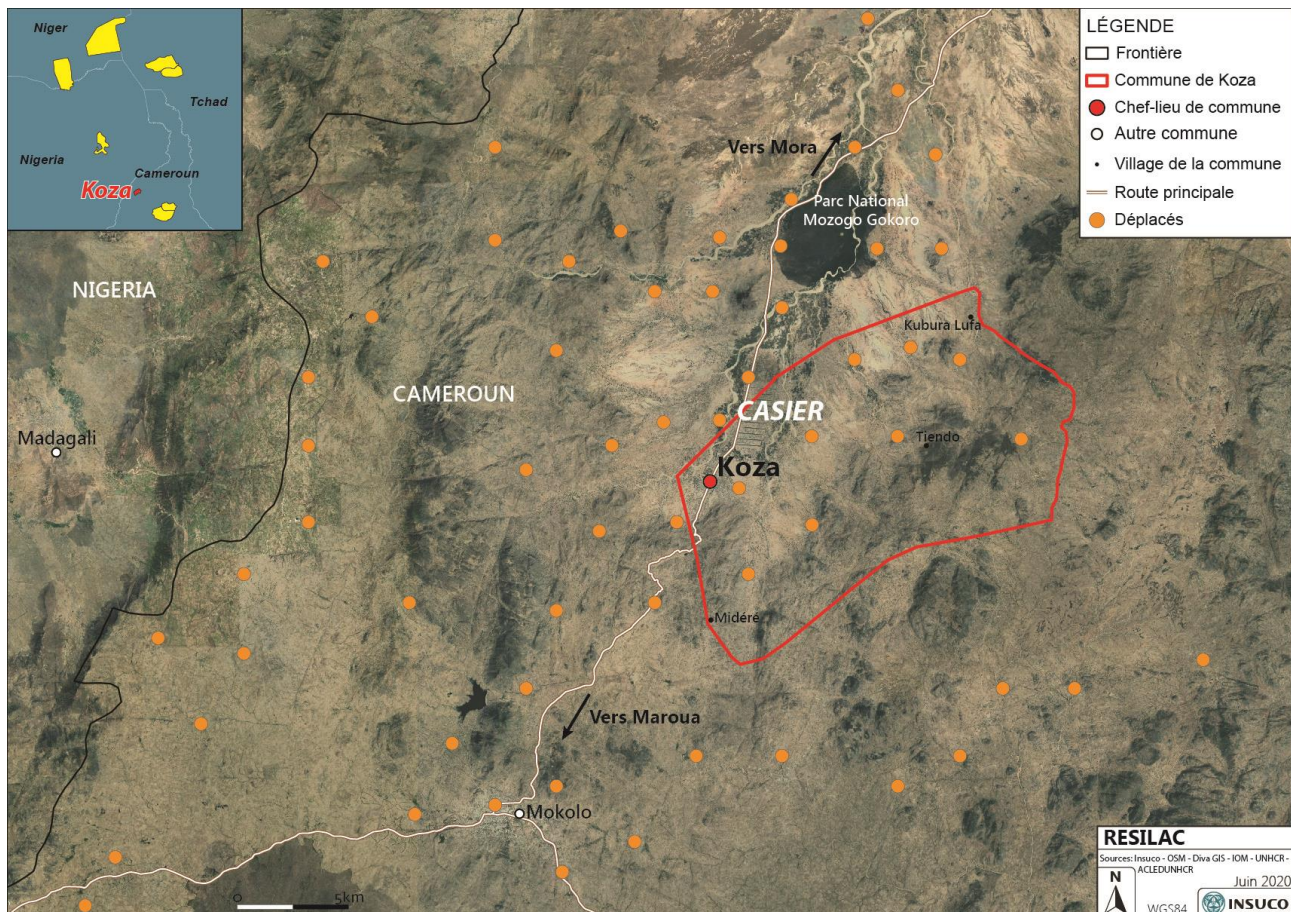 Niger
Tchad
Nigeria
Cameroun
Koza
LÉGENDE
Frontière
Commune de Koza
Chef-lieu de commune
Autre commune
Village de la commune
Route principale
Déplacés
Vers Mora
Parc National
Mozogo Gokoro
NIGERIA
Kubura Lufa
CAMEROUN
CASIER
Madagali
Tiendo
Koza
Midéré
Vers Maroua
Mokolo
0 5km
RESILAC
Sources: Insuco - OSM - Diva GIS - IOM - UNHCR -
ACLEDUNHCR
N
Juin 2020
WGS84
INSUCO